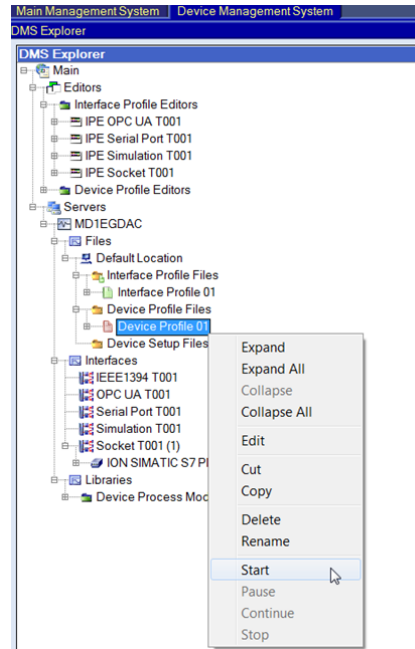 Main Management System Device Management System
DMS Explorer
DMS Explorer
Main
Editors
Interface Profile Editors
IPE OPC UA T001
IPE Serial Port T001
IPE Simulation T001
IPE Socket T001
Device Profile Editors
Servers
MD1EGDAC
Files
Default Location
Interface Profile Files
Interface Profile 01
Device Profile Files
Device Profile 01
Device Setup Files
Interfaces
IEEE1394 T001
OPC UA T001
Serial Port T001
Simulation T001
Socket T001 (1)
ION SIMATIC S7 Pl
Libraries
Device Process Moc
Expand
Expand All
Collapse
Collapse All
Edit
Cut
Copy
Delete
Rename
Start
Pause
Continue
Stop